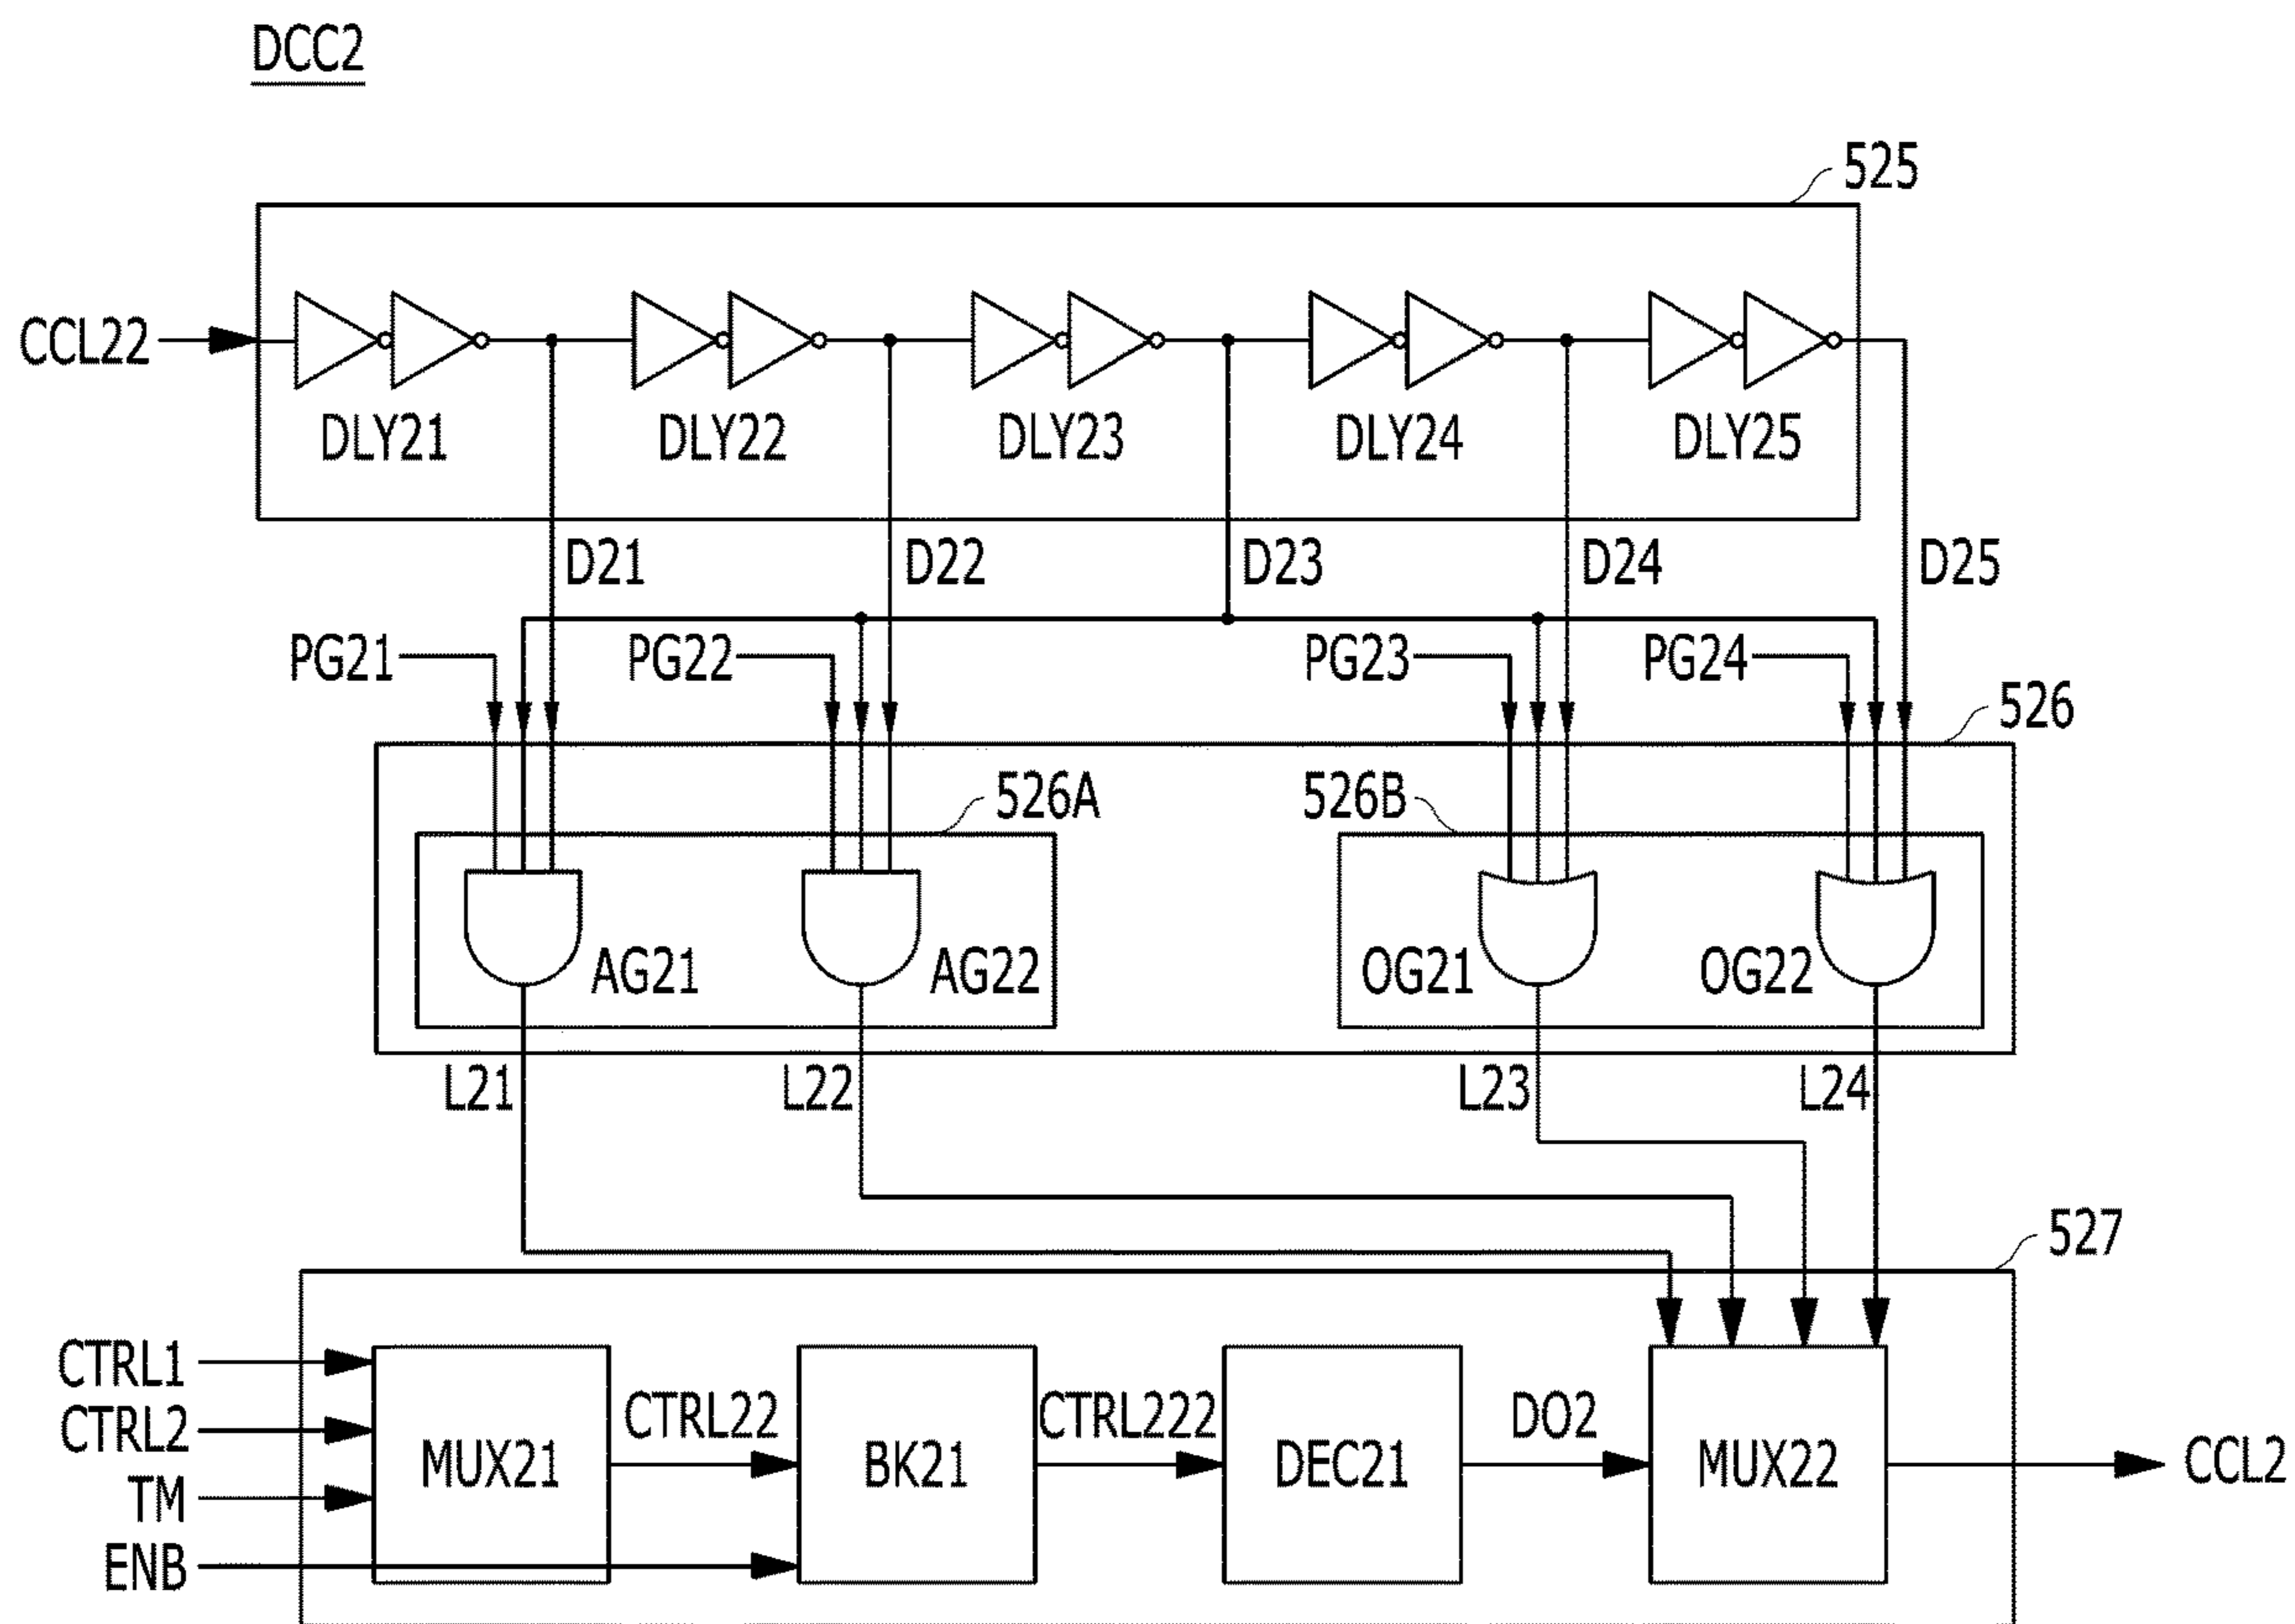 DCC2
525
CCL22
DLY21 DLY22 DLY23 DLY24 DLY25
D21 D22 D23 D24 D25
PG21 PG22 PG23 PG24
526
526A 526B
AG21 AG22 OG21 OG22
L21 L22 L23 L24
527
CTRL1
CTRL2
TM
ENB
MUX21 CTRL22 BK21 CTRL222 DEC21 DO2 MUX22 CCL2